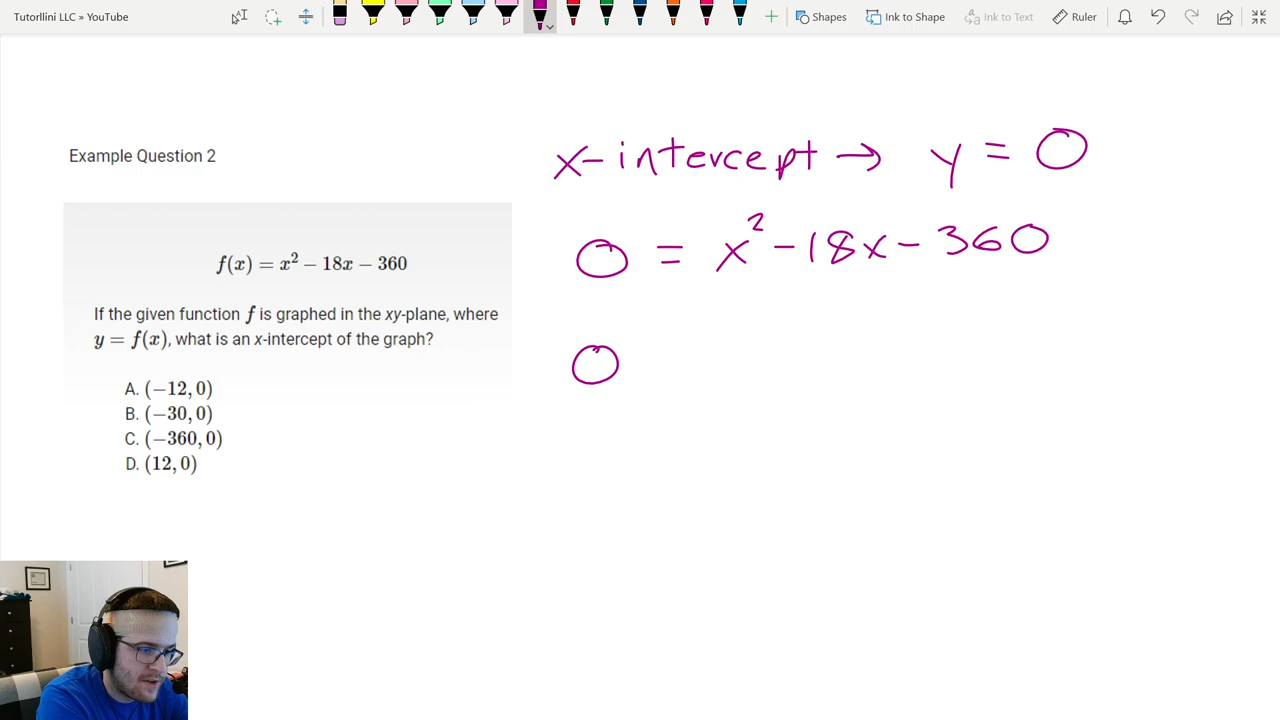 Tutorllini LLC » YouTube
Shapes
Ink to Shape
Ink to Text
Ruler
Example Question 2
f(x) = x² − 18x − 360
If the given function f is graphed in the xy-plane, where
y = f(x), what is an x-intercept of the graph?
A. (−12, 0)
B. (−30, 0)
C. (−360, 0)
D. (12, 0)
x-intercept → y = 0
0 = x² − 18x − 360
0